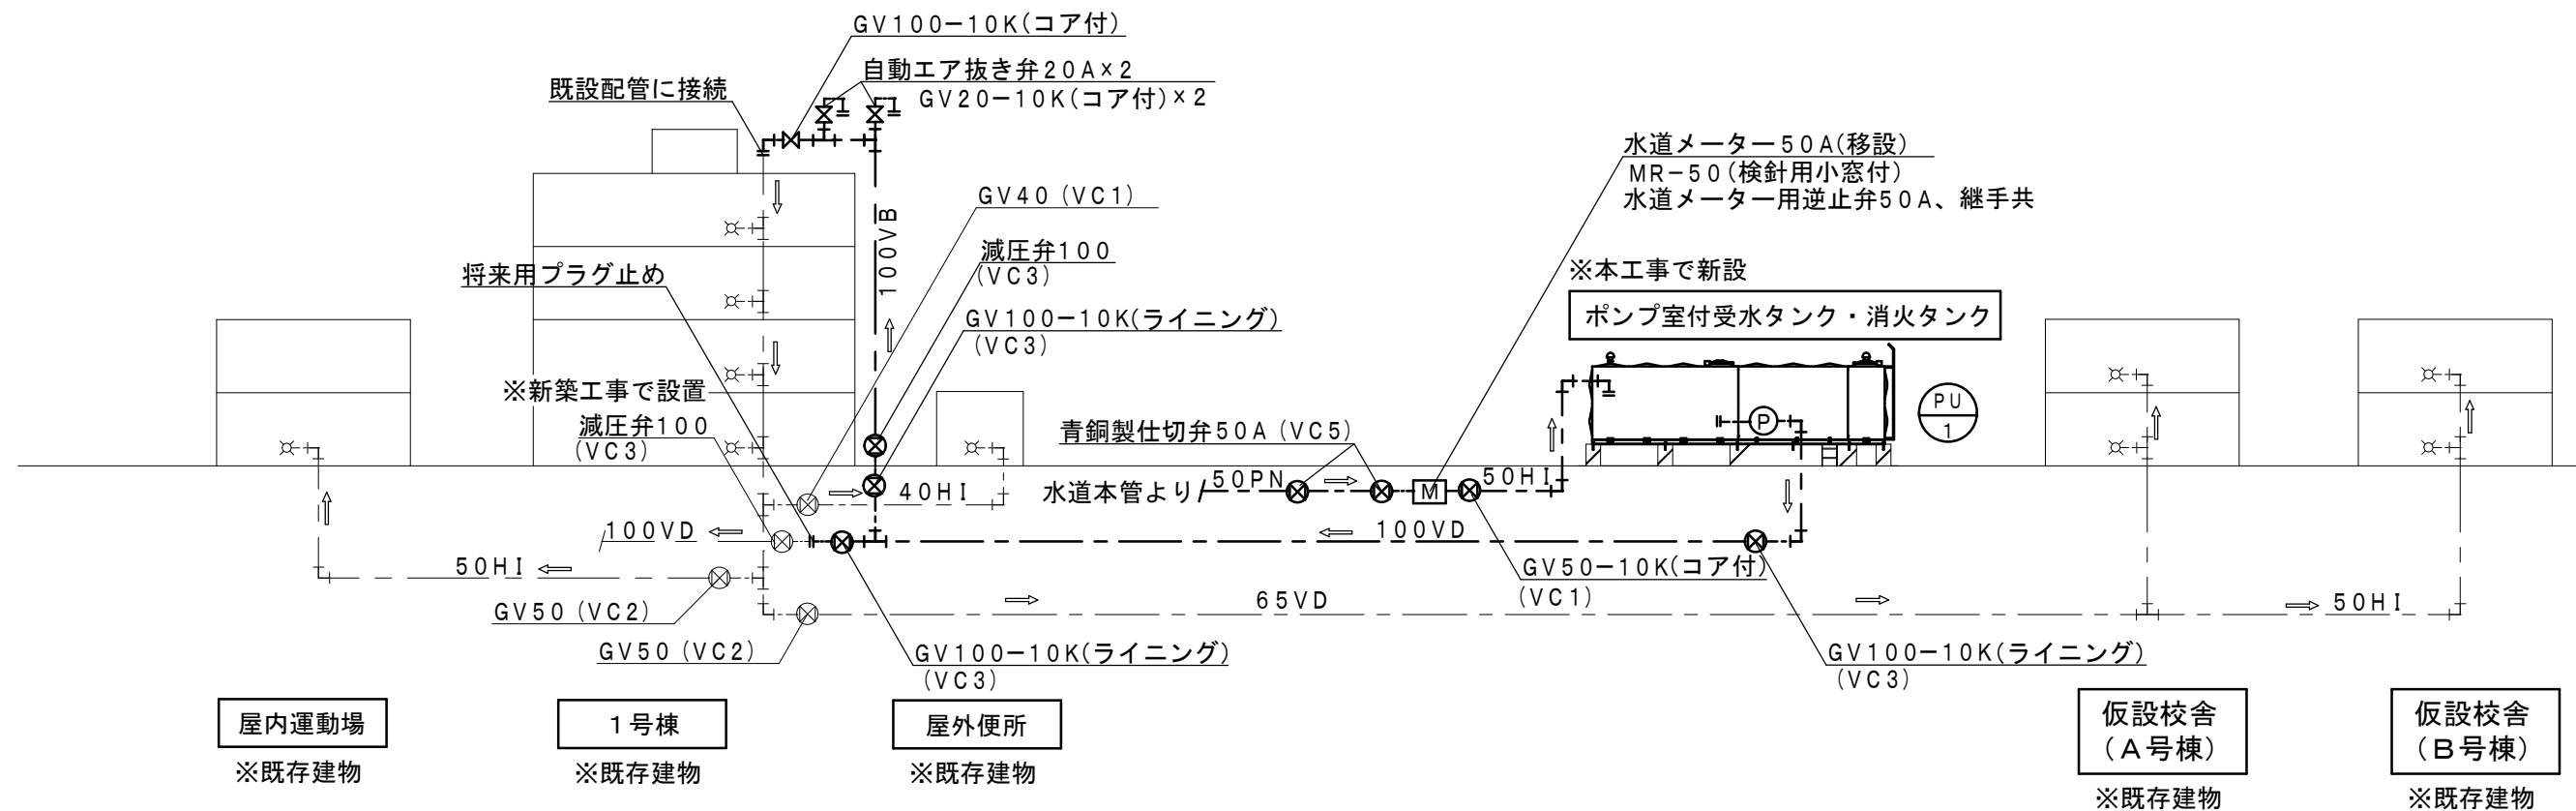 GV100-10K(コア付)
自動エア抜き弁20A×2
GV20-10K(コア付)×2
既設配管に接続
水道メーター50A(移設)
MR-50(検針用小窓付)
水道メーター用逆止弁50A、継手共
GV40(VC1)
100VB
減圧弁100
(VC3)
将来用プラグ止め
※本工事で新設
ポンプ室付受水タンク・消火タンク
GV100-10K(ライニング)
(VC3)
※新築工事で設置
減圧弁100
(VC3)
PU
1
P
青銅製仕切弁50A(VC5)
水道本管より
50PN
M
50HI
40HI
100VD
100VD
50HI
GV50-10K(コア付)
(VC1)
65VD
50HI
GV50(VC2)
GV50(VC2)
GV100-10K(ライニング)
(VC3)
GV100-10K(ライニング)
(VC3)
屋内運動場
※既存建物
1号棟
※既存建物
屋外便所
※既存建物
仮設校舎
(A号棟)
※既存建物
仮設校舎
(B号棟)
※既存建物